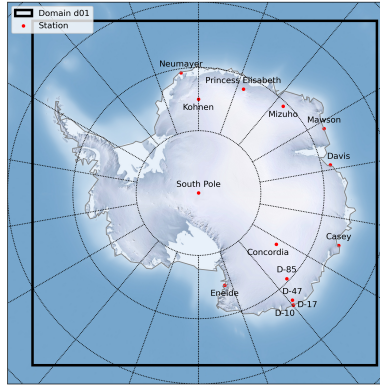 Domain d01
Station
Neumayer
Princess Elisabeth
Kohnen
Mizuho
Mawson
Davis
South Pole
Casey
Concordia
D-85
Eneide
D-47
D-17
D-10